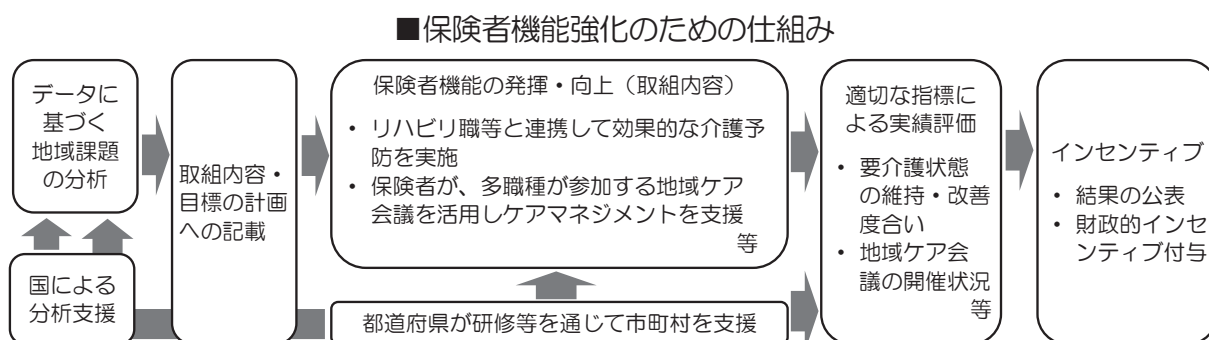 ■保険者機能強化のための仕組み
データに
基づく
地域課題
の分析
国による
分析支援
取組内容・
目標の計画
への記載
保険者機能の発揮・向上（取組内容）
・ リハビリ職等と連携して効果的な介護予
防を実施
・ 保険者が、多職種が参加する地域ケア
会議を活用しケアマネジメントを支援
等
都道府県が研修等を通じて市町村を支援
適切な指標に
よる実績評価
・ 要介護状態
の維持・改善
度合い
・ 地域ケア会
議の開催状況
等
インセンティブ
・ 結果の公表
・ 財政的インセ
ンティブ付与